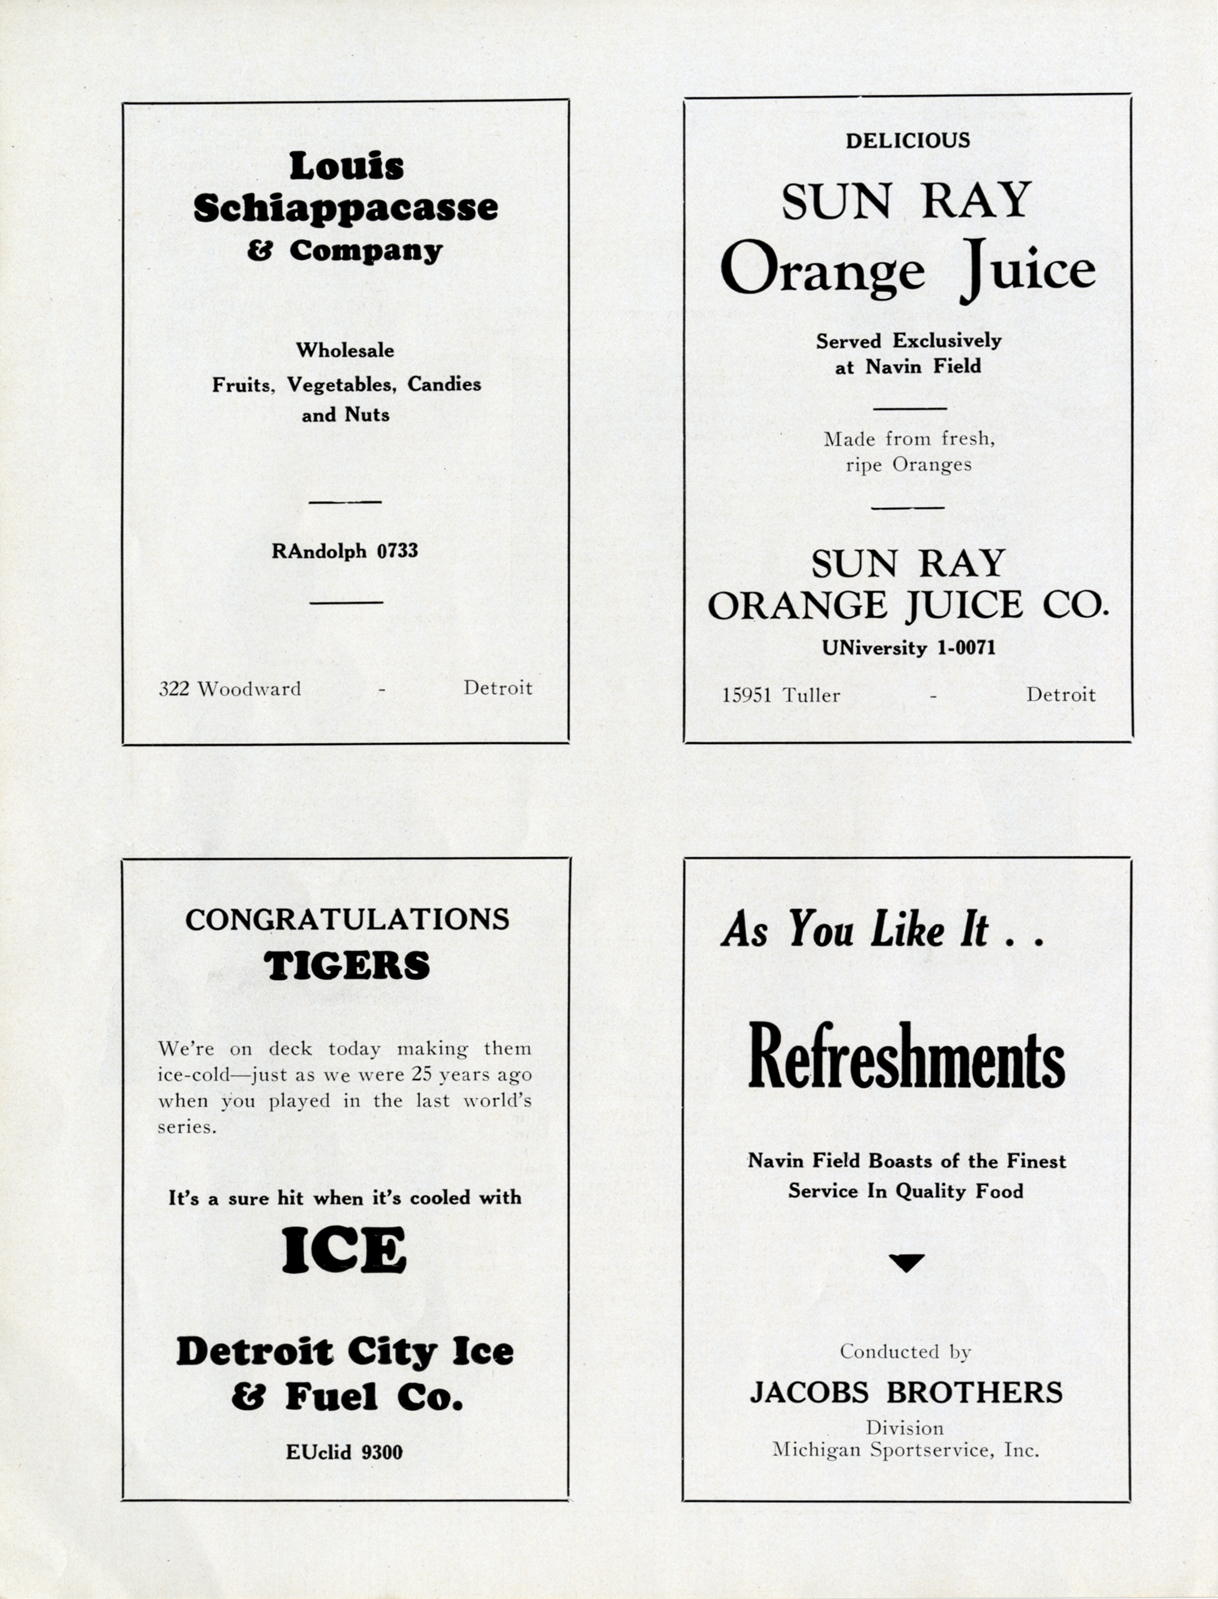 Louis
Schiappacasse
& Company
Wholesale
Fruits, Vegetables, Candies
and Nuts
RAndolph 0733
322 Woodward - Detroit
DELICIOUS
SUN RAY
Orange Juice
Served Exclusively
at Navin Field
Made from fresh,
ripe Oranges
SUN RAY
ORANGE JUICE CO.
UNiversity 1-0071
15951 Tuller - Detroit
CONGRATULATIONS
TIGERS
We're on deck today making them
ice-cold—just as we were 25 years ago
when you played in the last world's
series.
It's a sure hit when it's cooled with
ICE
Detroit City Ice
& Fuel Co.
EUclid 9300
As You Like It . .
Refreshments
Navin Field Boasts of the Finest
Service In Quality Food
Conducted by
JACOBS BROTHERS
Division
Michigan Sportservice, Inc.